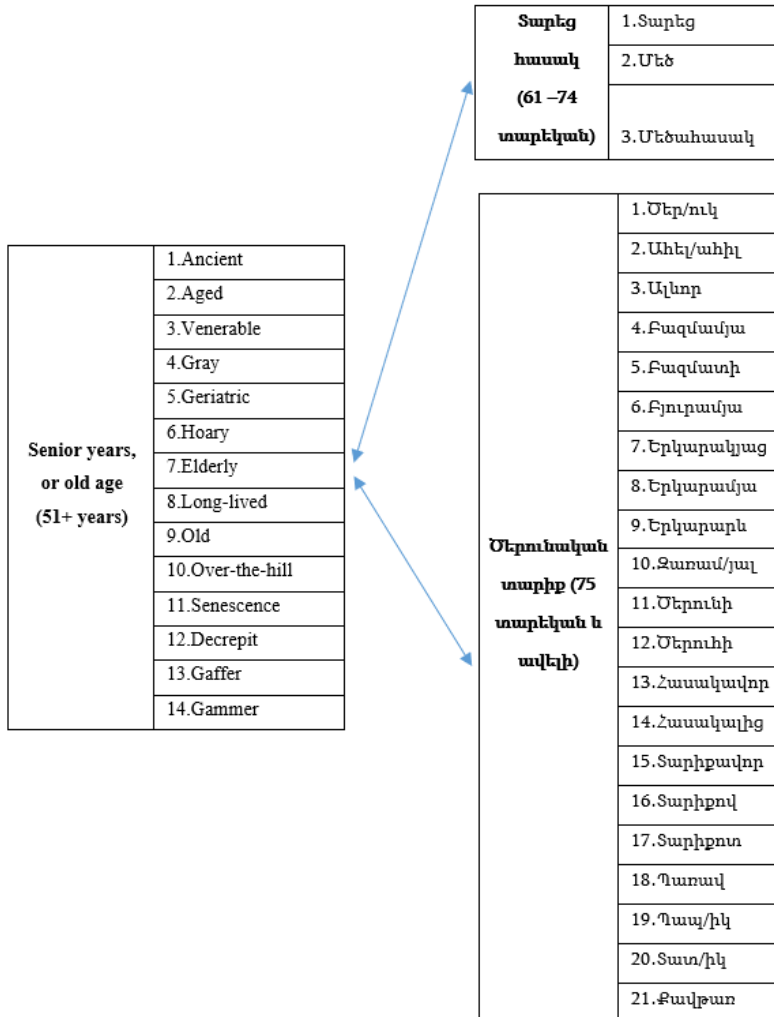 Տարեց
հասակ
(61 –74
տարեկան)
1.Տարեց
2.Մեծ
3.Մեծահասակ
Senior years,
or old age
(51+ years)
1.Ancient
2.Aged
3.Venerable
4.Gray
5.Geriatric
6.Hoary
7.Elderly
8.Long-lived
9.Old
10.Over-the-hill
11.Senescence
12.Decrepit
13.Gaffer
14.Gammer
Ծերունական
տարիք (75
տարեկան և
ավելի)
1.Ծեր/ուկ
2.Ահել/ահիլ
3.Ալևոր
4.Բազմամյա
5.Բազմատի
6.Բյուրամյա
7.Երկարակյաց
8.Երկարամյա
9.Երկարարև
10.Զառամ/յալ
11.Ծերունի
12.Ծերուհի
13.Հասակավոր
14.Հասակալից
15.Տարիքավոր
16.Տարիքով
17.Տարիքոտ
18.Պառավ
19.Պապ/իկ
20.Տատ/իկ
21.Քավթառ